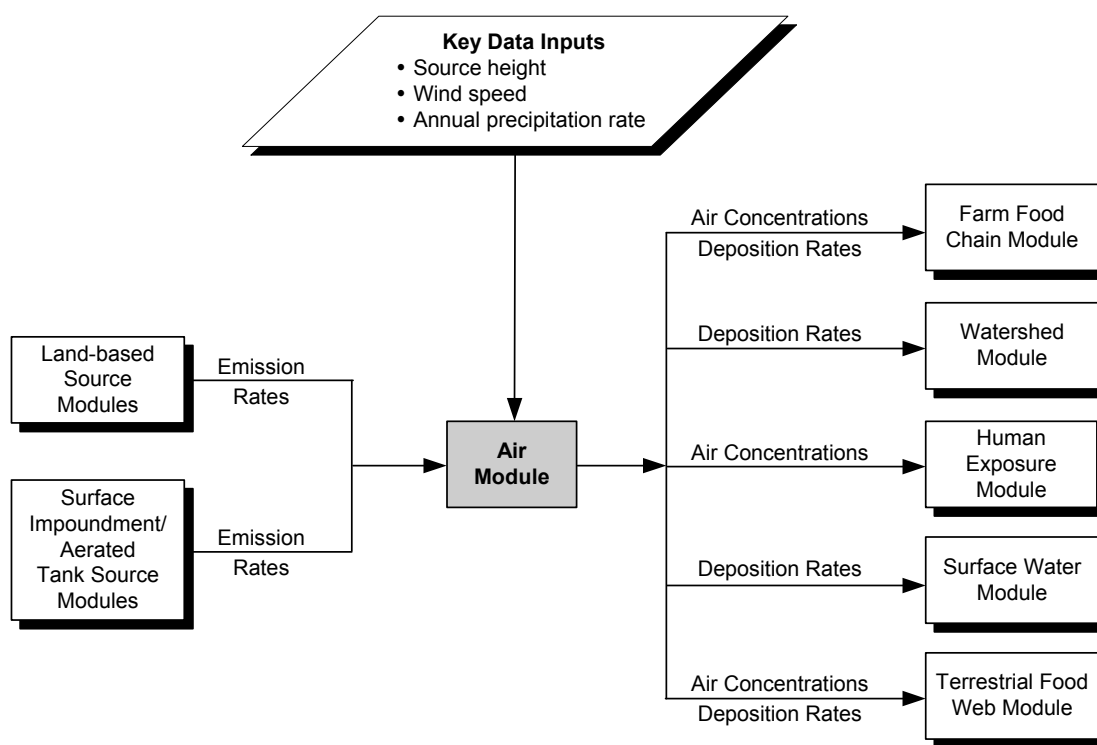 Key Data Inputs
• Source height
• Wind speed
• Annual precipitation rate
Land-based
Source
Modules
Emission
Rates
Surface
Impoundment/
Aerated
Tank Source
Modules
Emission
Rates
Air
Module
Air Concentrations
Deposition Rates
Farm Food
Chain Module
Deposition Rates
Watershed
Module
Air Concentrations
Human
Exposure
Module
Deposition Rates
Surface Water
Module
Air Concentrations
Deposition Rates
Terrestrial Food
Web Module